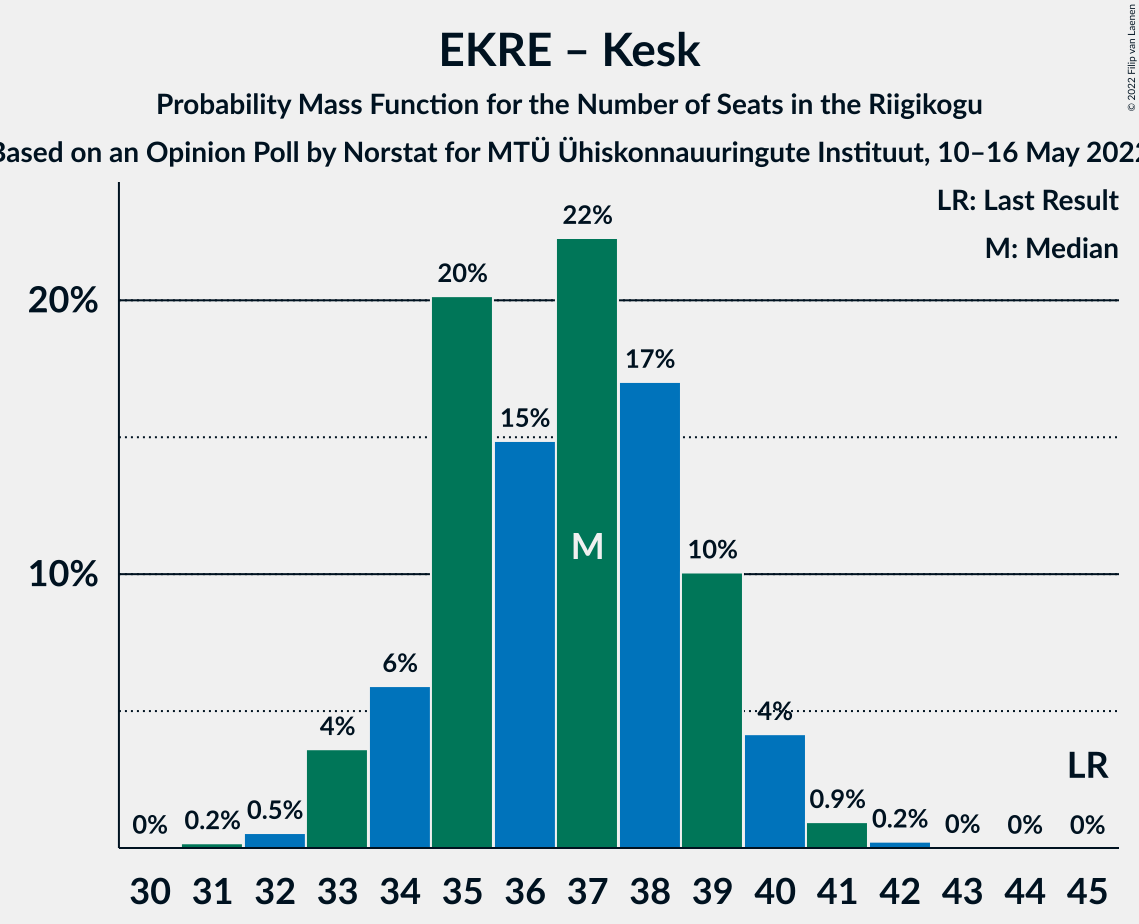 EKRE – Kesk
Probability Mass Function for the Number of Seats in the Riigikogu
Based on an Opinion Poll by Norstat for MTÜ Ühiskonnauuringute Instituut, 10–16 May 2022
© 2022 Filip van Laenen
LR: Last Result
M: Median
20%
10%
0% 0.2% 0.5% 4% 6% 20% 15% 22% 17% 10% 4% 0.9% 0.2% 0% 0% 0%
M
LR
30 31 32 33 34 35 36 37 38 39 40 41 42 43 44 45